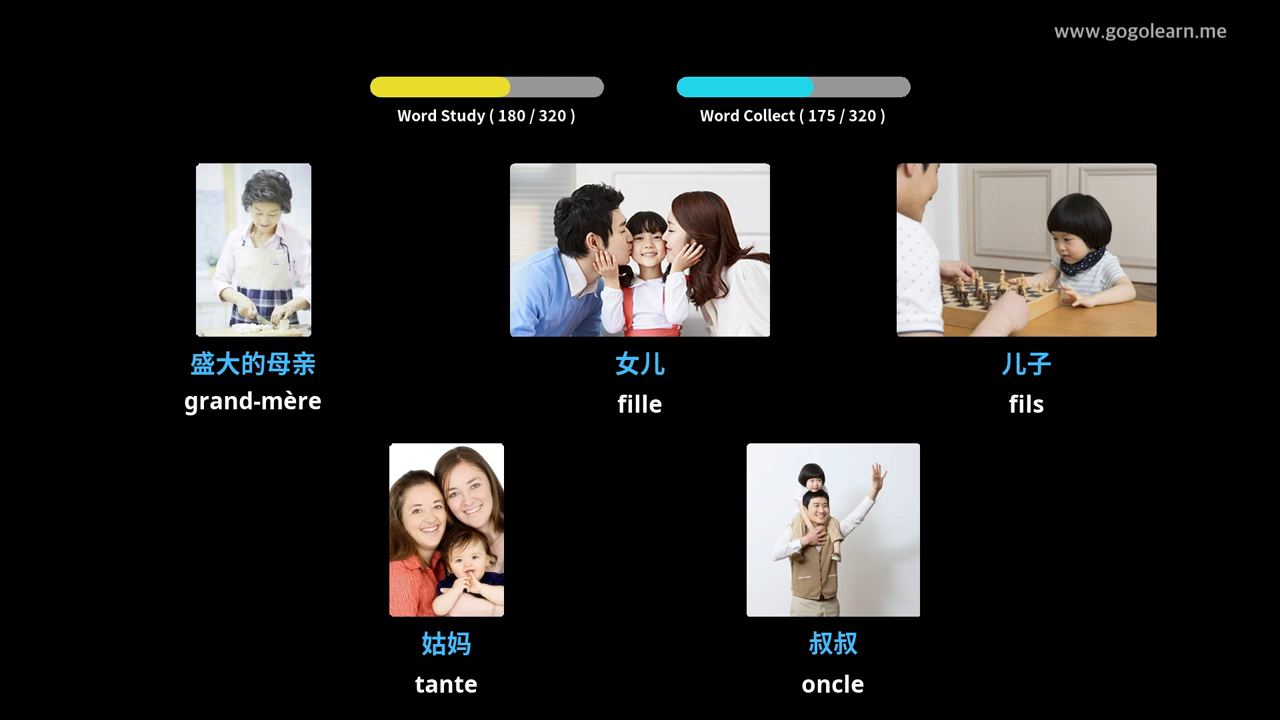 www.gogolearn.me
Word Study ( 180 / 320 )
Word Collect ( 175 / 320 )
盛大的母亲
grand-mère
女儿
fille
儿子
fils
姑妈
tante
叔叔
oncle